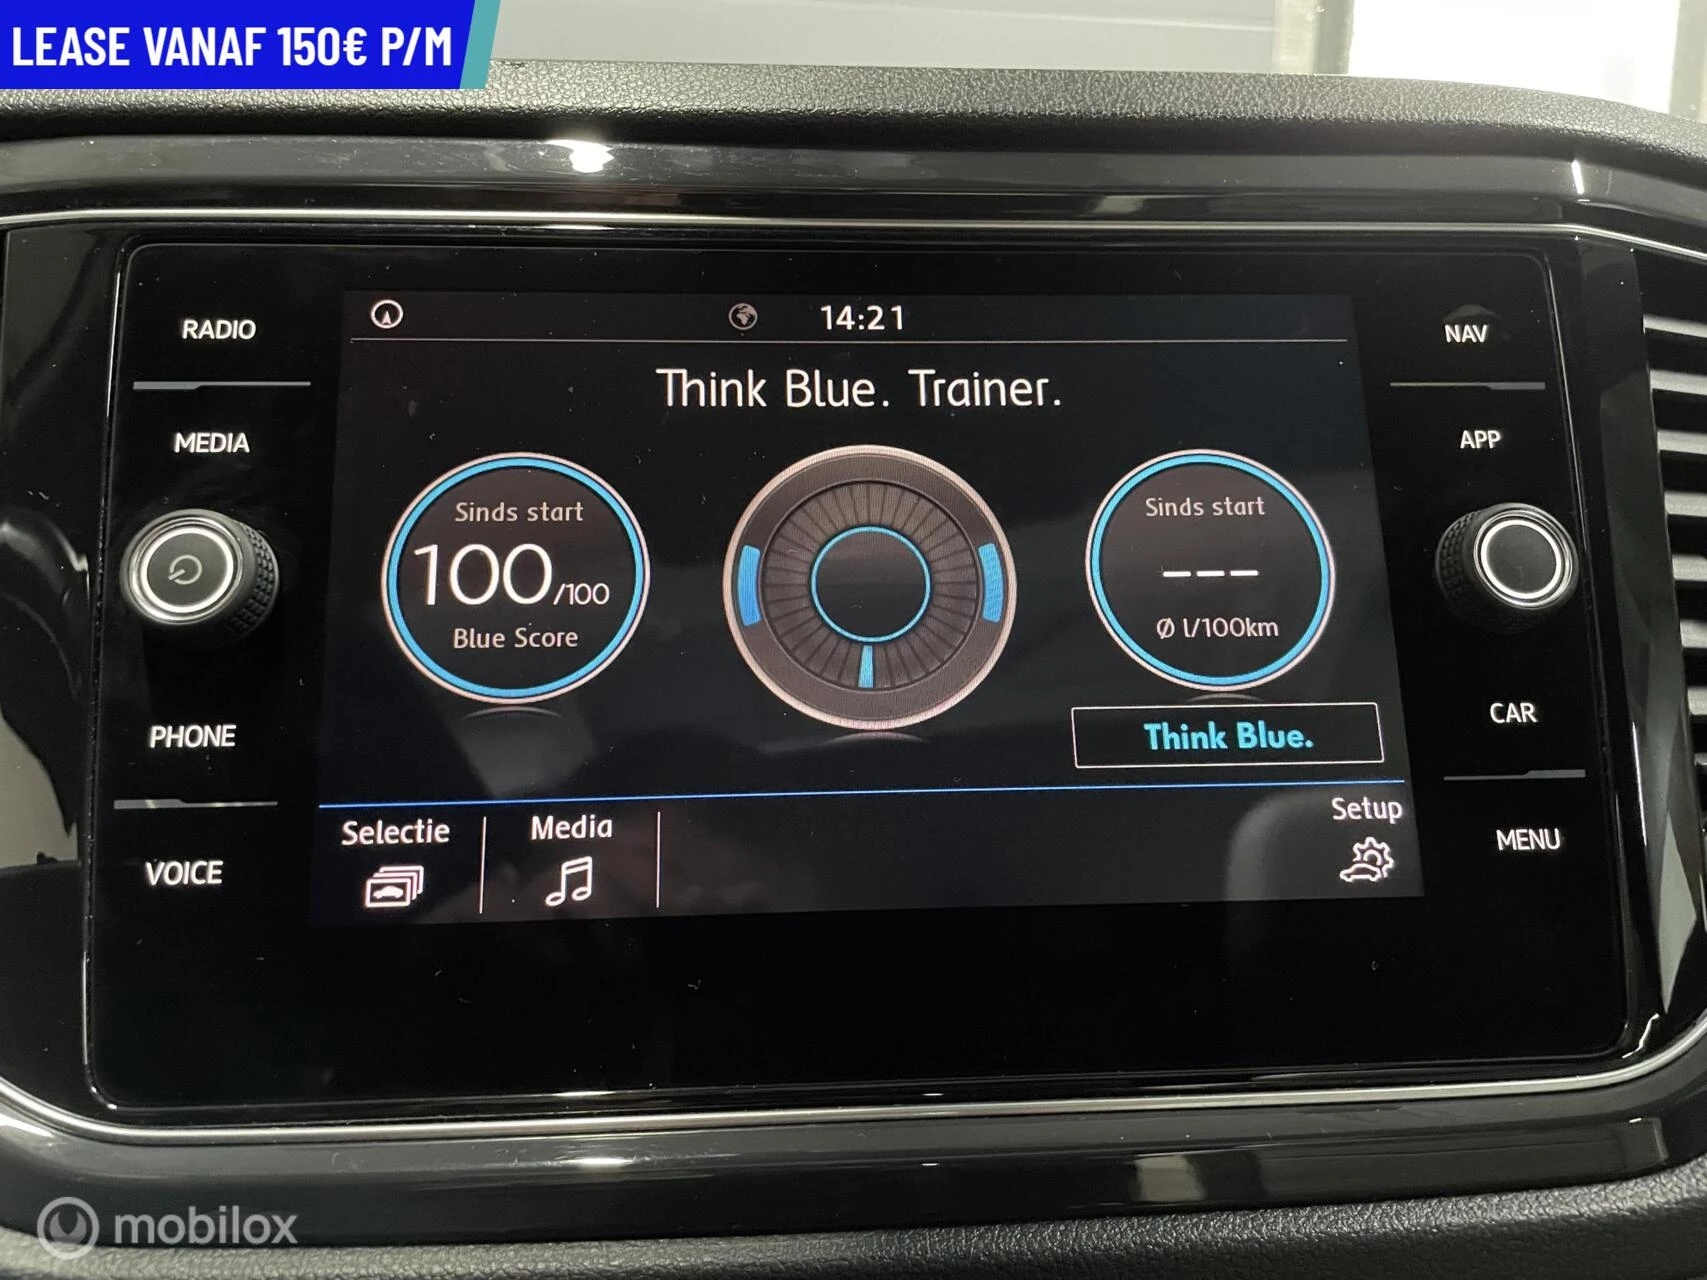 LEASE VANAF 150€ P/M
RADIO
MEDIA
PHONE
VOICE
14:21
Think Blue. Trainer.
Sinds start
100/100
Blue Score
Sinds start
---
Ø l/100km
Think Blue.
Selectie
Media
Setup
NAV
APP
CAR
MENU
mobilox